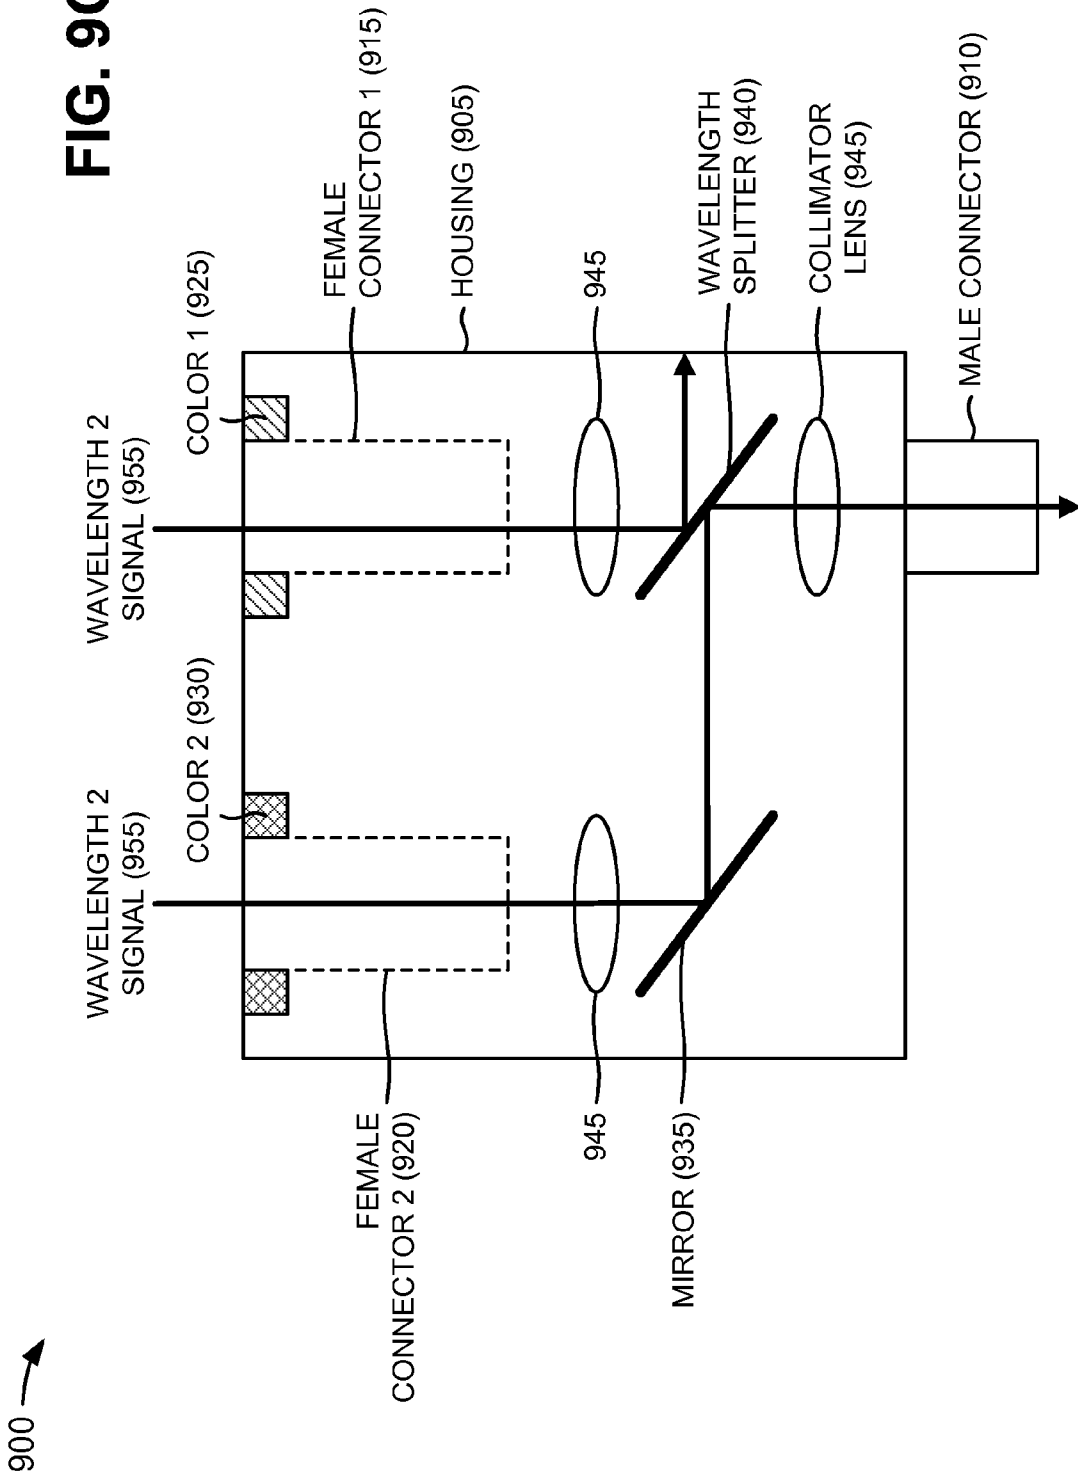 900
FIG. 9C
WAVELENGTH 2
SIGNAL (955)
WAVELENGTH 2
SIGNAL (955)
COLOR 2 (930)
COLOR 1 (925)
FEMALE
CONNECTOR 2 (920)
FEMALE
CONNECTOR 1 (915)
HOUSING (905)
945
945
MIRROR (935)
WAVELENGTH
SPLITTER (940)
COLLIMATOR
LENS (945)
MALE CONNECTOR (910)